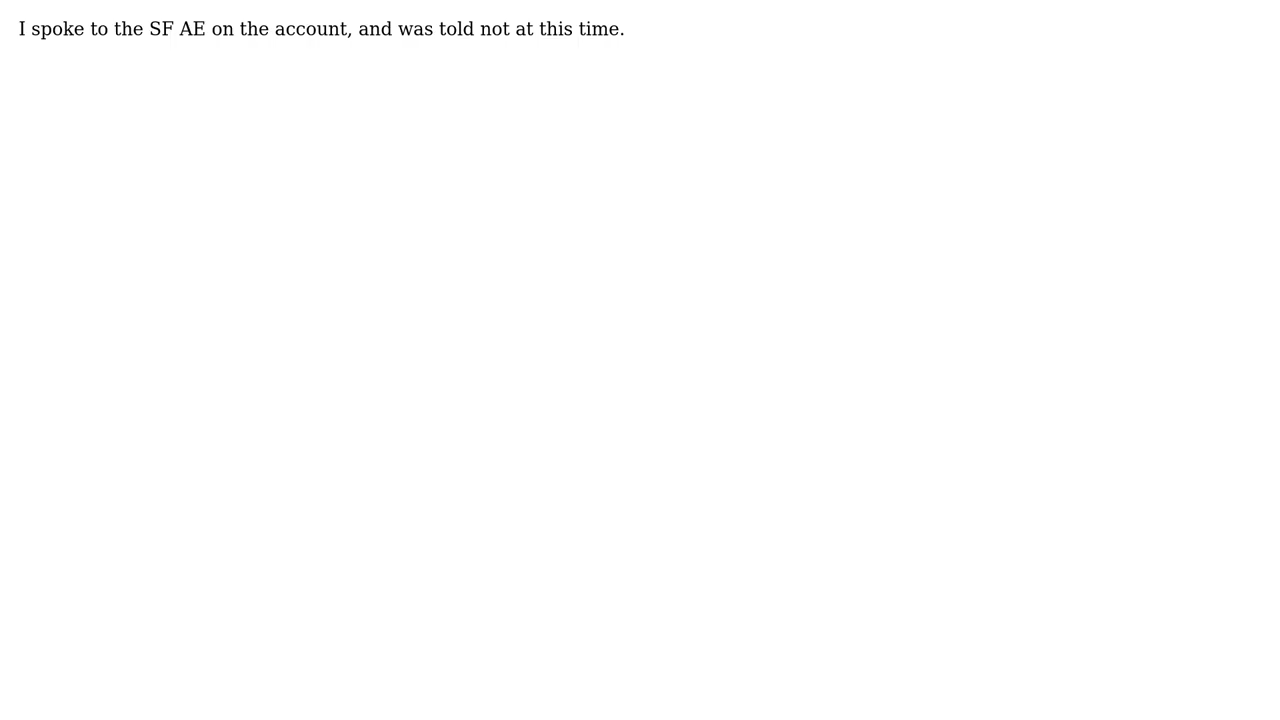 I spoke to the SF AE on the account, and was told not at this time.